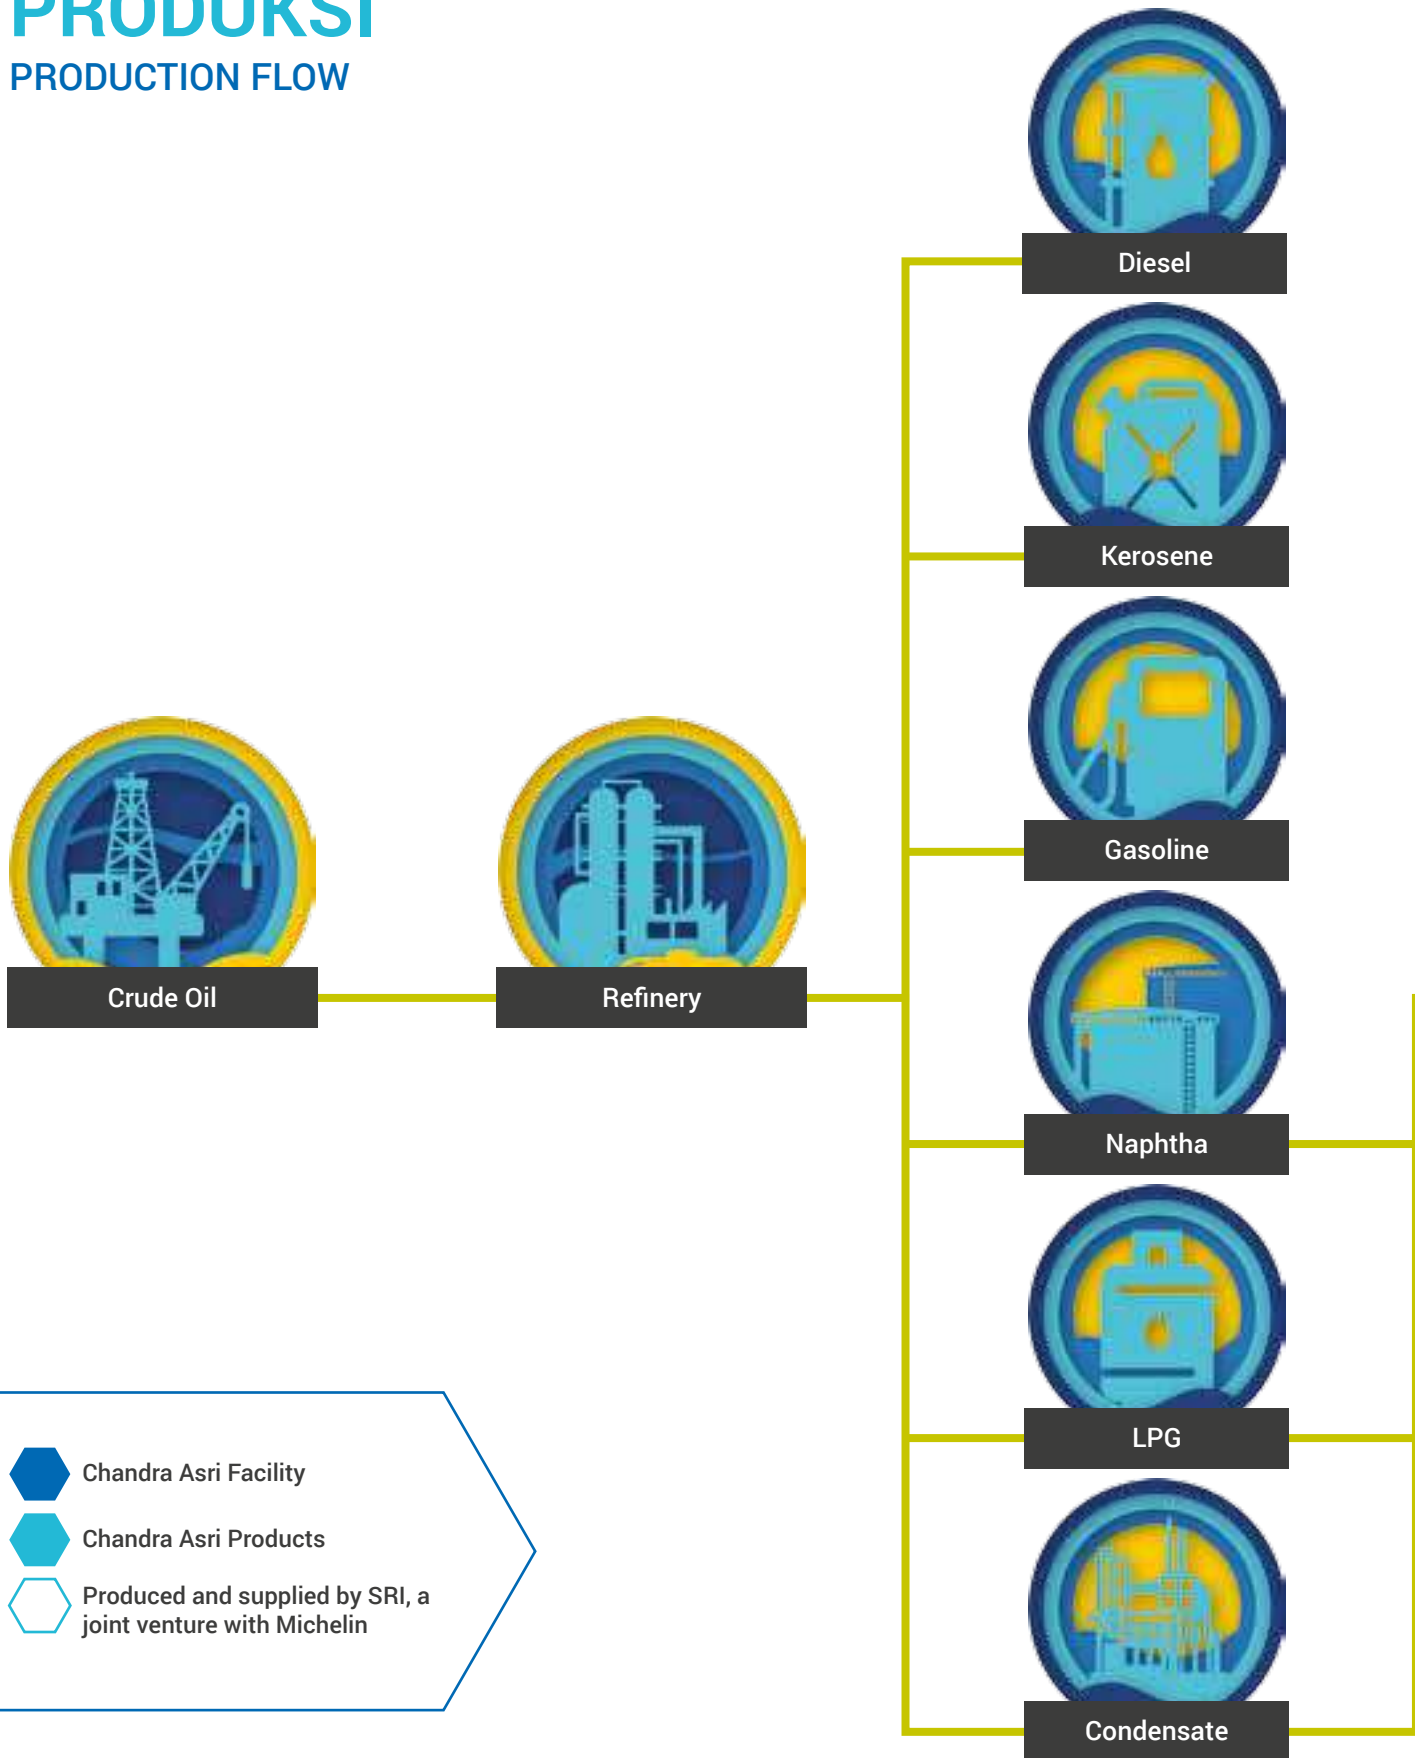 PRODUKSI
PRODUCTION FLOW
Diesel
Kerosene
Gasoline
Crude Oil
Refinery
Naphtha
LPG
Condensate
Chandra Asri Facility
Chandra Asri Products
Produced and supplied by SRI, a
joint venture with Michelin